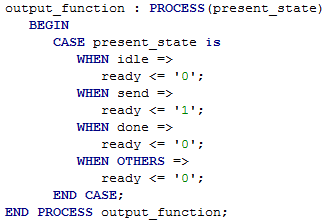 output_function : PROCESS(present_state)
   BEGIN
      CASE present_state is
         WHEN idle =>
            ready <= '0';
         WHEN send =>
            ready <= '1';
         WHEN done =>
            ready <= '0';
         WHEN OTHERS =>
            ready <= '0';
      END CASE;
END PROCESS output_function;